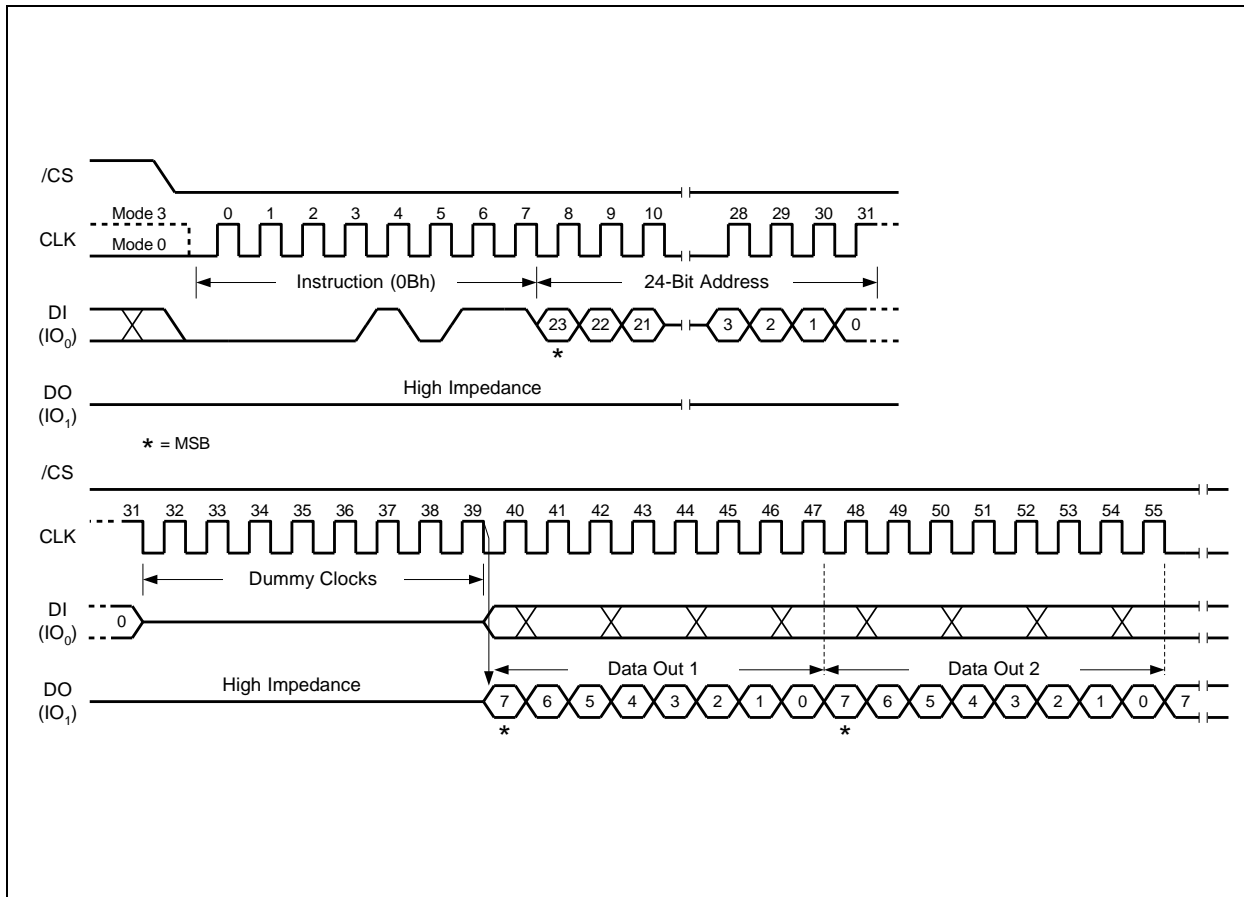 /CS
Mode 3 0 1 2 3 4 5 6 7 8 9 10 28 29 30 31
CLK Mode 0
Instruction (0Bh) 24-Bit Address
DI
(IO0) 23 22 21 3 2 1 0
*
High Impedance
DO
(IO1)
* = MSB
/CS
31 32 33 34 35 36 37 38 39 40 41 42 43 44 45 46 47 48 49 50 51 52 53 54 55
CLK
Dummy Clocks
DI
(IO0) 0
Data Out 1 Data Out 2
High Impedance
DO
(IO1) 7 6 5 4 3 2 1 0 7 6 5 4 3 2 1 0 7
* *